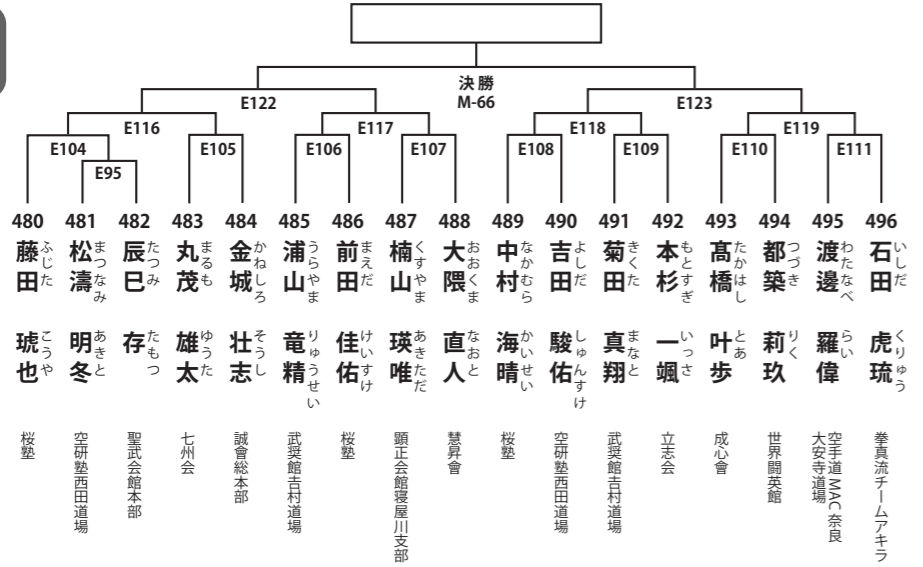 決勝
M-66
E122
E123
E116
E117
E118
E119
E104
E105
E106
E107
E108
E109
E110
E111
E95
480
481
482
483
484
485
486
487
488
489
490
491
492
493
494
495
496
藤田 琥也
ふじた こうや
桜塾
松濤 明冬
まつなみ あきと
空研塾西田道場
辰巳 存
たつみ たもつ
聖武会館本部
丸茂 雄太
まるも ゆうた
七州会
金城 壮志
かねしろ そうし
誠會総本部
浦山 竜精
うらやま りゅうせい
武奨館吉村道場
前田 佳佑
まえだ けいすけ
桜塾
楠山 瑛唯
くすやま あきただ
顕正会館寝屋川支部
大隈 直人
おおくま なおと
慧昇會
中村 海晴
なかむら かいせい
桜塾
吉田 駿佑
よしだ しゅんすけ
空研塾西田道場
菊田 真翔
きくた まなと
武奨館吉村道場
本杉 一颯
もとすぎ いっさ
立志会
髙橋 叶歩
たかはし とあ
成心會
都築 莉玖
つづき りく
世界闘英館
渡邊 羅偉
わたなべ らい
空手道MAC奈良
大安寺道場
石田 虎琉
いしだ くりゅう
拳真流チームアキラ